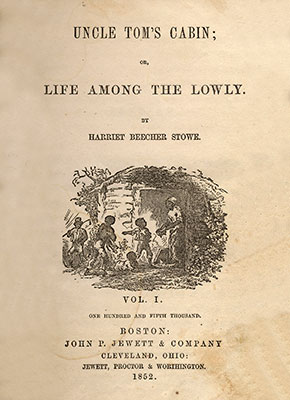 UNCLE TOM'S CABIN;
OR,
LIFE AMONG THE LOWLY.
BY
HARRIET BEECHER STOWE.
VOL. I.
ONE HUNDRED AND FIFTH THOUSAND.
BOSTON:
JOHN P. JEWETT & COMPANY
CLEVELAND, OHIO:
JEWETT, PROCTOR & WORTHINGTON.
1852.